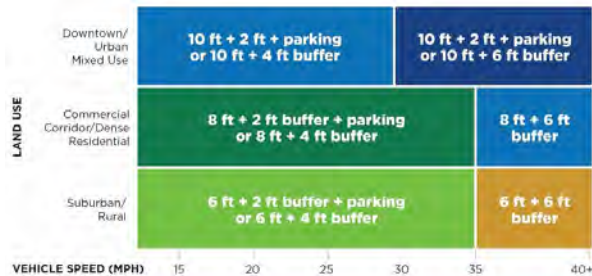 LAND USE
Downtown/
Urban
Mixed Use
10 ft + 2 ft + parking
or 10 ft + 4 ft buffer
10 ft + 2 ft + parking
or 10 ft + 6 ft buffer
Commercial
Corridor/Dense
Residential
8 ft + 2 ft buffer + parking
or 8 ft + 4 ft buffer
8 ft + 6 ft
buffer
Suburban/
Rural
6 ft + 2 ft buffer + parking
or 6 ft + 4 ft buffer
6 ft + 6 ft
buffer
VEHICLE SPEED (MPH) 15 20 25 30 35 40+